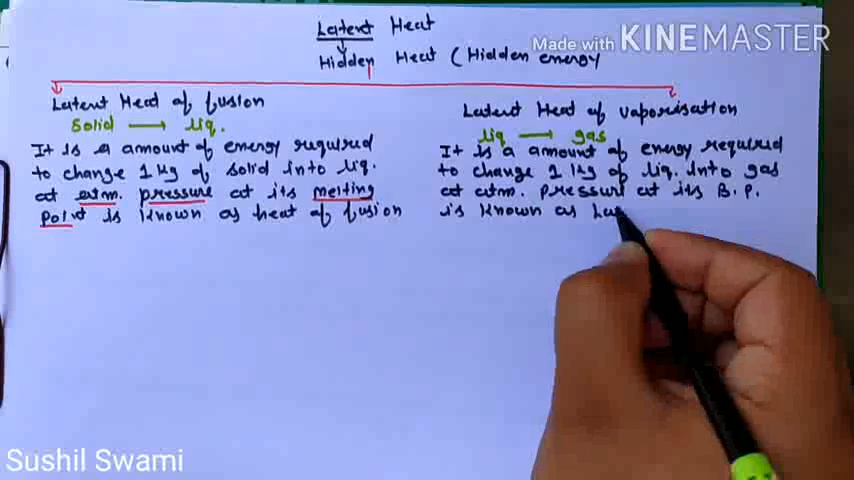 Latent Heat
Made with KINEMASTER
Hidden Heat (Hidden energy
Latent Heat of fusion
Solid → liq.
It is a amount of energy required
to change 1 kg of solid into liq.
at atm. pressure at its melting
point is known as heat of fusion
Latent Heat of vaporisation
liq → gas
It is a amount of energy required
to change 1 kg of liq. into gas
at atm. pressure at its B.P.
is known as La
Sushil Swami